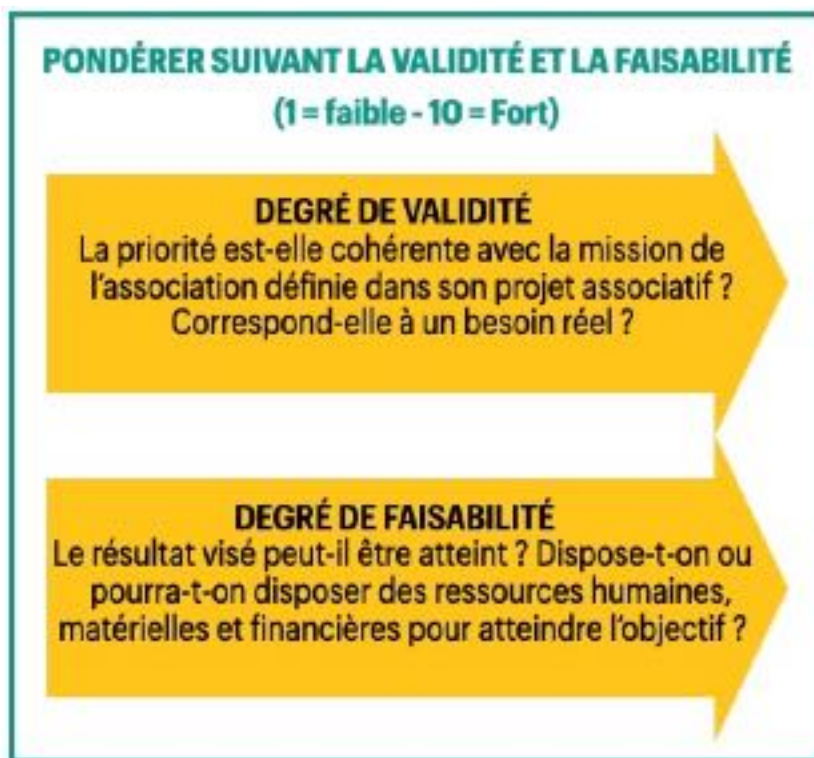 PONDÉRER SUIVANT LA VALIDITÉ ET LA FAISABILITÉ
(1 = faible - 10 = Fort)
DEGRÉ DE VALIDITÉ
La priorité est-elle cohérente avec la mission de
l'association définie dans son projet associatif ?
Correspond-elle à un besoin réel ?
DEGRÉ DE FAISABILITÉ
Le résultat visé peut-il être atteint ? Dispose-t-on ou
pourra-t-on disposer des ressources humaines,
matérielles et financières pour atteindre l'objectif ?